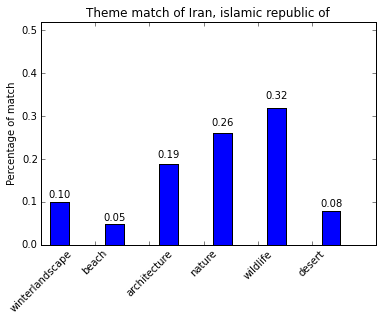 Theme match of Iran, islamic republic of
Percentage of match
0.5
0.4
0.3
0.2
0.1
0.0
0.10
0.05
0.19
0.26
0.32
0.08
winterlandscape
beach
architecture
nature
wildlife
desert